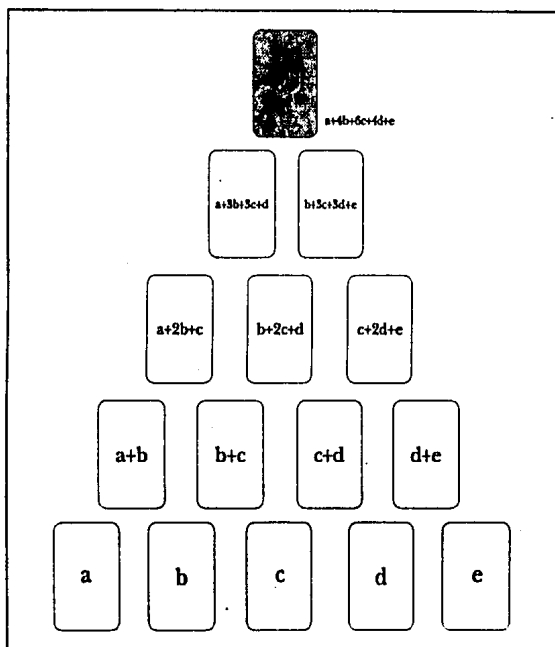 a+4b+6c+4d+e
a+3b+3c+d b+3c+3d+e
a+2b+c b+2c+d c+2d+e
a+b b+c c+d d+e
a b c d e